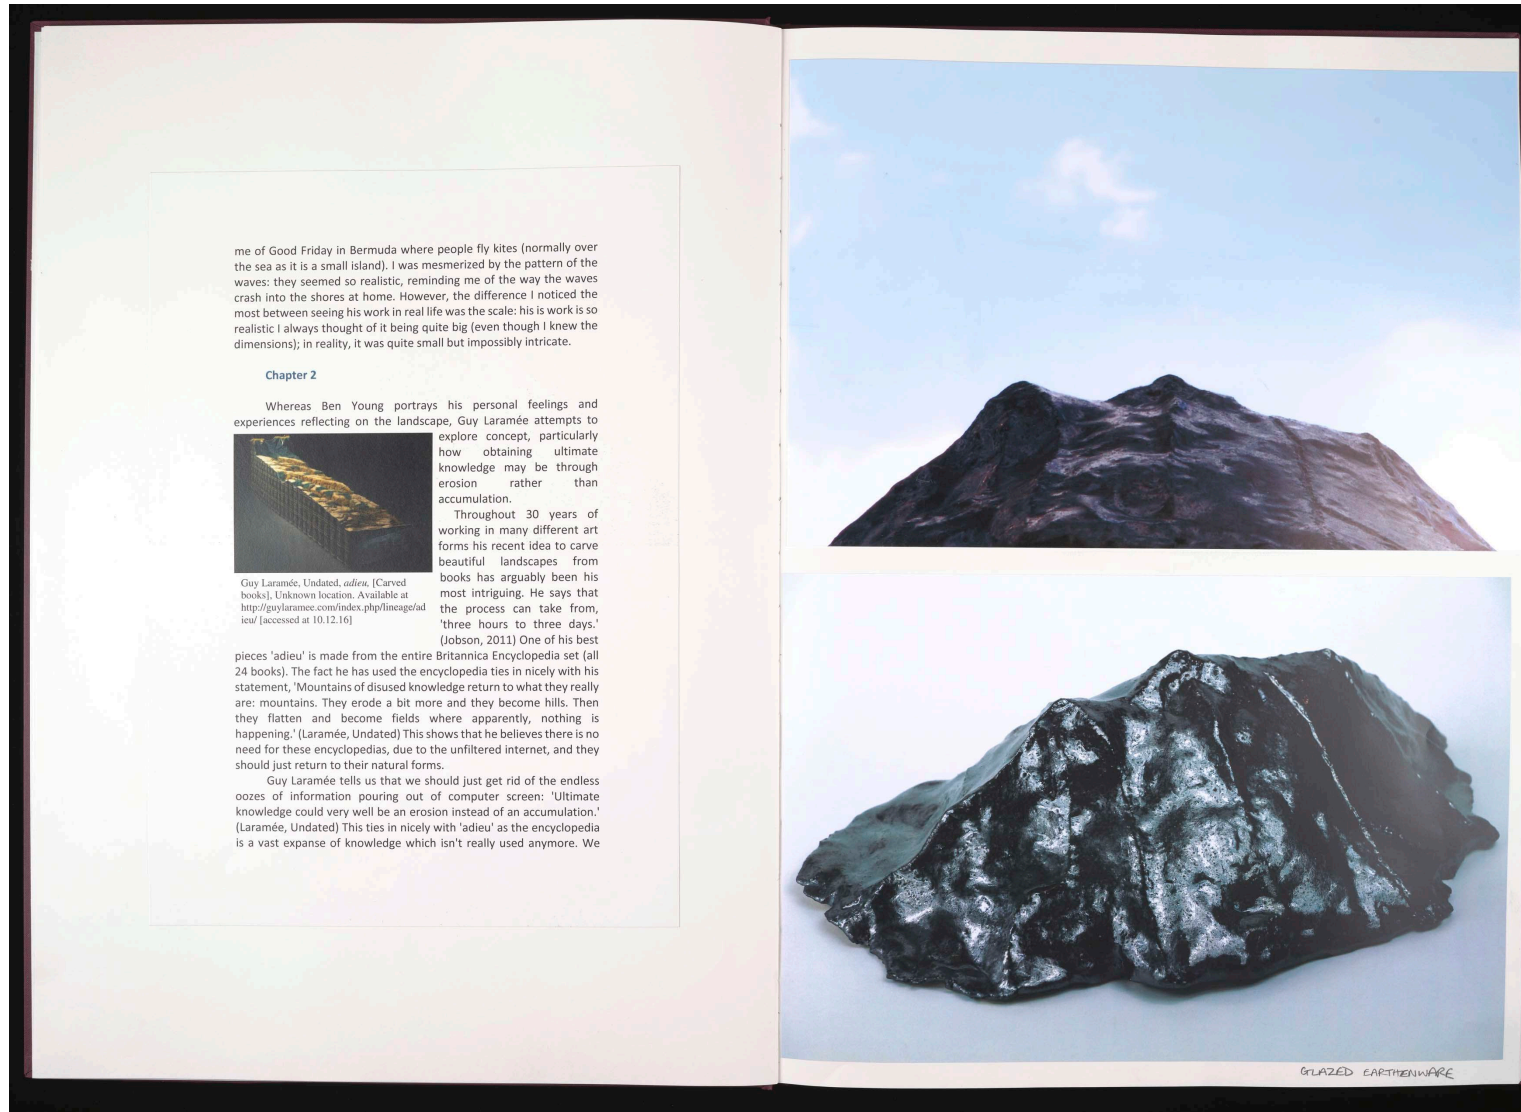 me of Good Friday in Bermuda where people fly kites (normally over
the sea as it is a small island). I was mesmerized by the pattern of the
waves: they seemed so realistic, reminding me of the way the waves
crash into the shores at home. However, the difference I noticed the
most between seeing his work in real life was the scale: his is work is so
realistic I always thought of it being quite big (even though I knew the
dimensions); in reality, it was quite small but impossibly intricate.
Chapter 2
Whereas Ben Young portrays his personal feelings and
experiences reflecting on the landscape, Guy Laramée attempts to
explore concept, particularly
how obtaining ultimate
knowledge may be through
erosion rather than
accumulation.
Throughout 30 years of
working in many different art
forms his recent idea to carve
beautiful landscapes from
books has arguably been his
most intriguing. He says that
the process can take from,
'three hours to three days.'
(Jobson, 2011) One of his best
Guy Laramée, Undated, adieu, [Carved
books], Unknown location. Available at
http://guylaramee.com/index.php/lineage/ad
ieu/ [accessed at 10.12.16]
pieces 'adieu' is made from the entire Britannica Encyclopedia set (all
24 books). The fact he has used the encyclopedia ties in nicely with his
statement, 'Mountains of disused knowledge return to what they really
are: mountains. They erode a bit more and they become hills. Then
they flatten and become fields where apparently, nothing is
happening.' (Laramée, Undated) This shows that he believes there is no
need for these encyclopedias, due to the unfiltered internet, and they
should just return to their natural forms.
Guy Laramée tells us that we should just get rid of the endless
oozes of information pouring out of computer screen: 'Ultimate
knowledge could very well be an erosion instead of an accumulation.'
(Laramée, Undated) This ties in nicely with 'adieu' as the encyclopedia
is a vast expanse of knowledge which isn't really used anymore. We
GLAZED EARTHENWARE